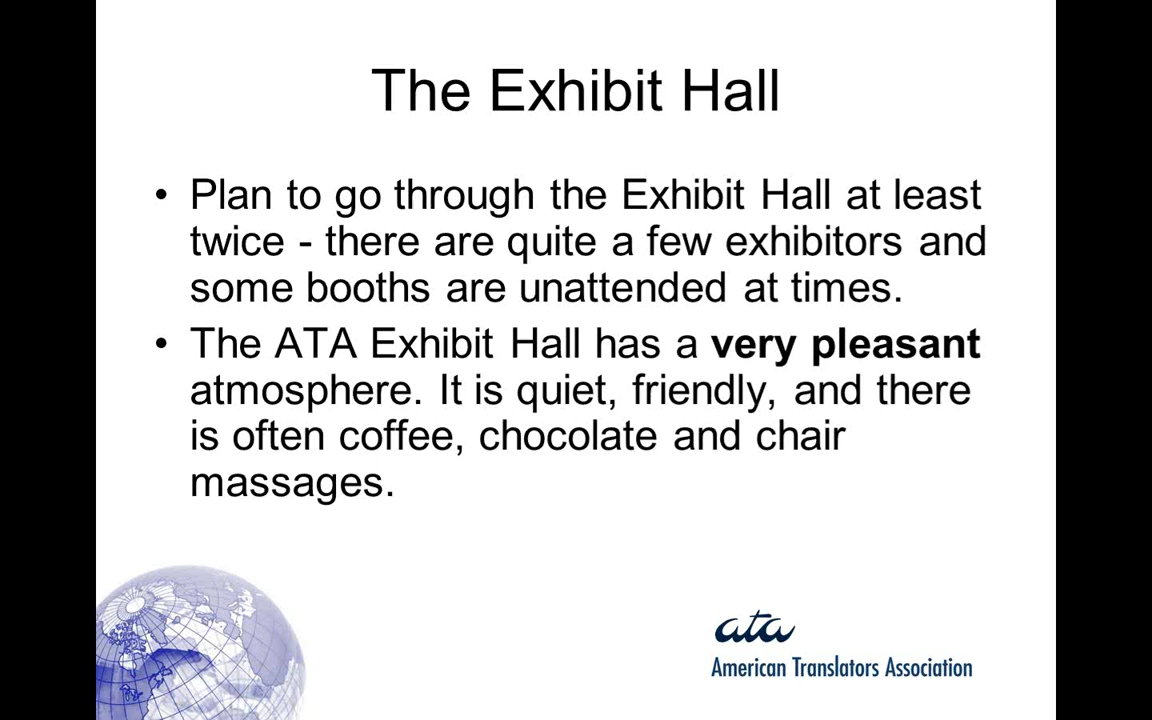 The Exhibit Hall
• Plan to go through the Exhibit Hall at least
twice - there are quite a few exhibitors and
some booths are unattended at times.
• The ATA Exhibit Hall has a very pleasant
atmosphere. It is quiet, friendly, and there
is often coffee, chocolate and chair
massages.
ata
American Translators Association